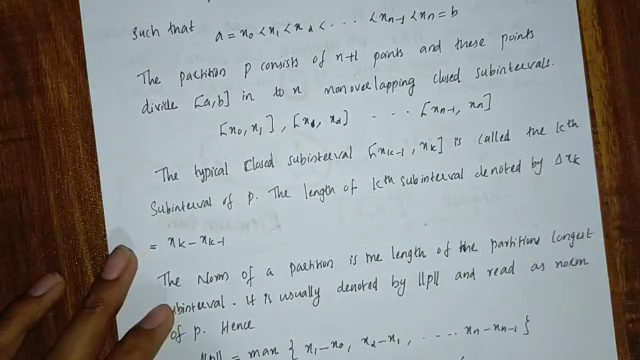 such that a = x₀ < x₁ < x₂ < . . . . < xₙ₋₁ < xₙ = b
The partition p consists of n+1 points and these points
divide [a,b] in to n nonoverlapping closed subintervals.
[x₀, x₁], [x₁, x₂] . . . . [xₙ₋₁, xₙ]
The typical closed subinterval [xₖ₋₁, xₖ] is called the kth
subinterval of p. The length of kth subinterval denoted by Δxₖ
= xₖ - xₖ₋₁
The Norm of a partition is the length of the partitions longest
subinterval. It is usually denoted by ||p|| and read as norm
of p. Hence
||p|| = max { x₁-x₀, x₂-x₁, ..... xₙ-xₙ₋₁ }